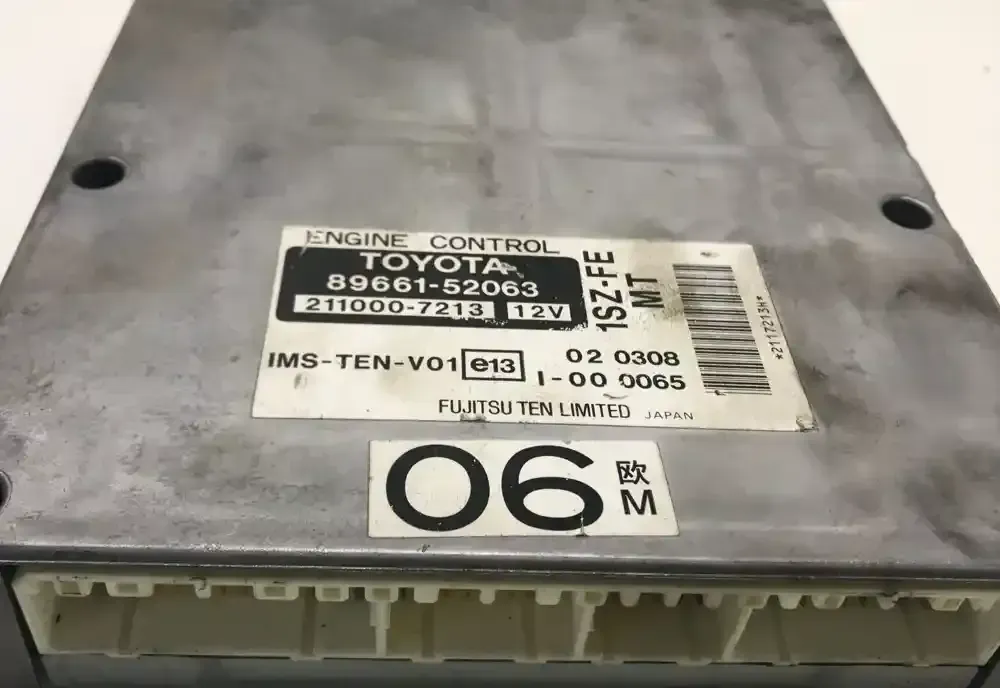 ENGINE CONTROL
TOYOTA
89661-52063
211000-7213 12V
1SZ-FE
MT
*2117213H*
IMS-TEN-V01 e13 02 0308
I-00 0065
FUJITSU TEN LIMITED JAPAN
06 欧
M